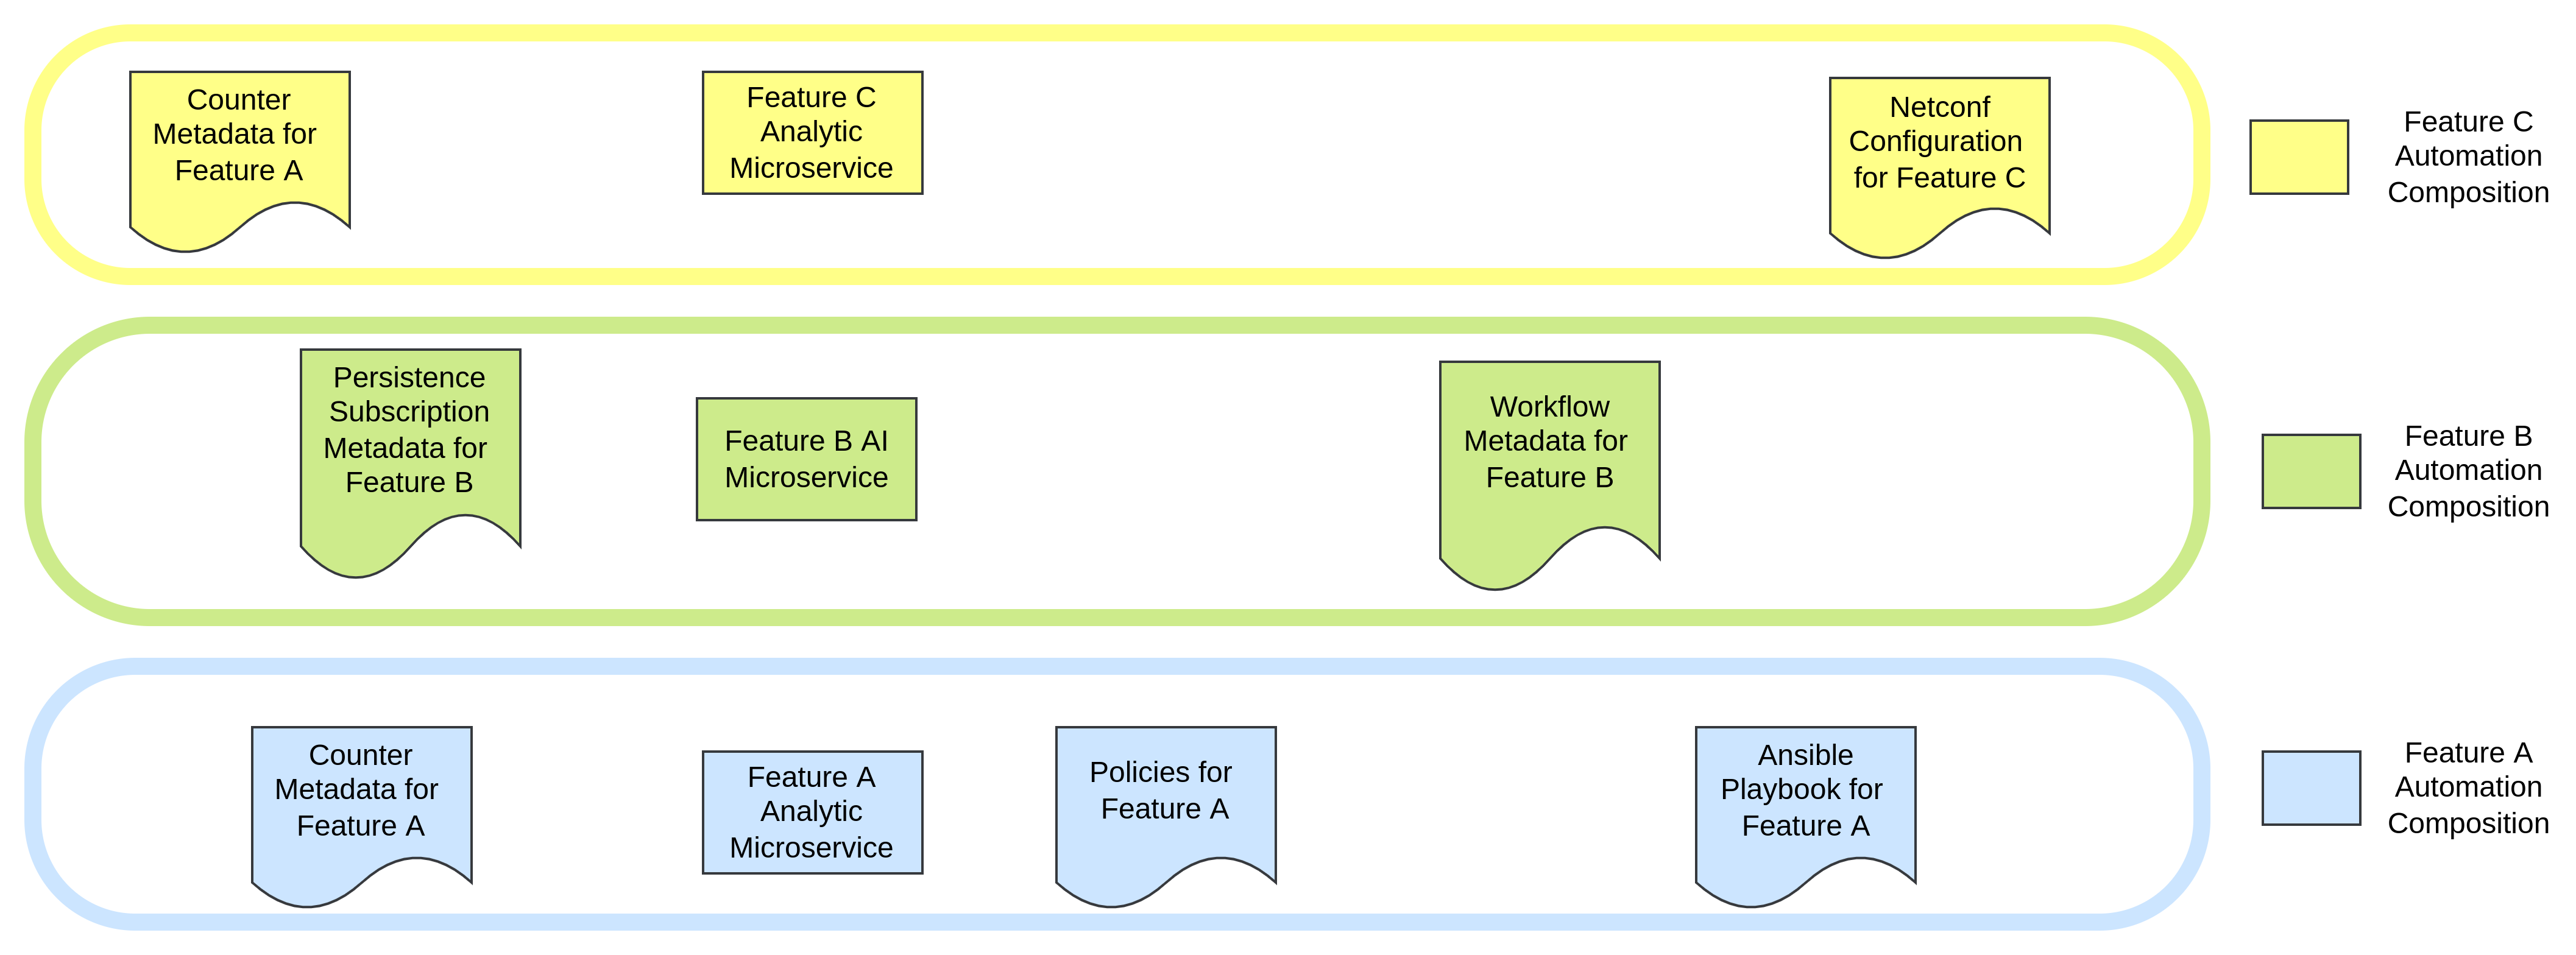 Counter
Metadata for
Feature A
Feature C
Analytic
Microservice
Netconf
Configuration
for Feature C
Feature C
Automation
Composition
Persistence
Subscription
Metadata for
Feature B
Feature B AI
Microservice
Workflow
Metadata for
Feature B
Feature B
Automation
Composition
Counter
Metadata for
Feature A
Feature A
Analytic
Microservice
Policies for
Feature A
Ansible
Playbook for
Feature A
Feature A
Automation
Composition